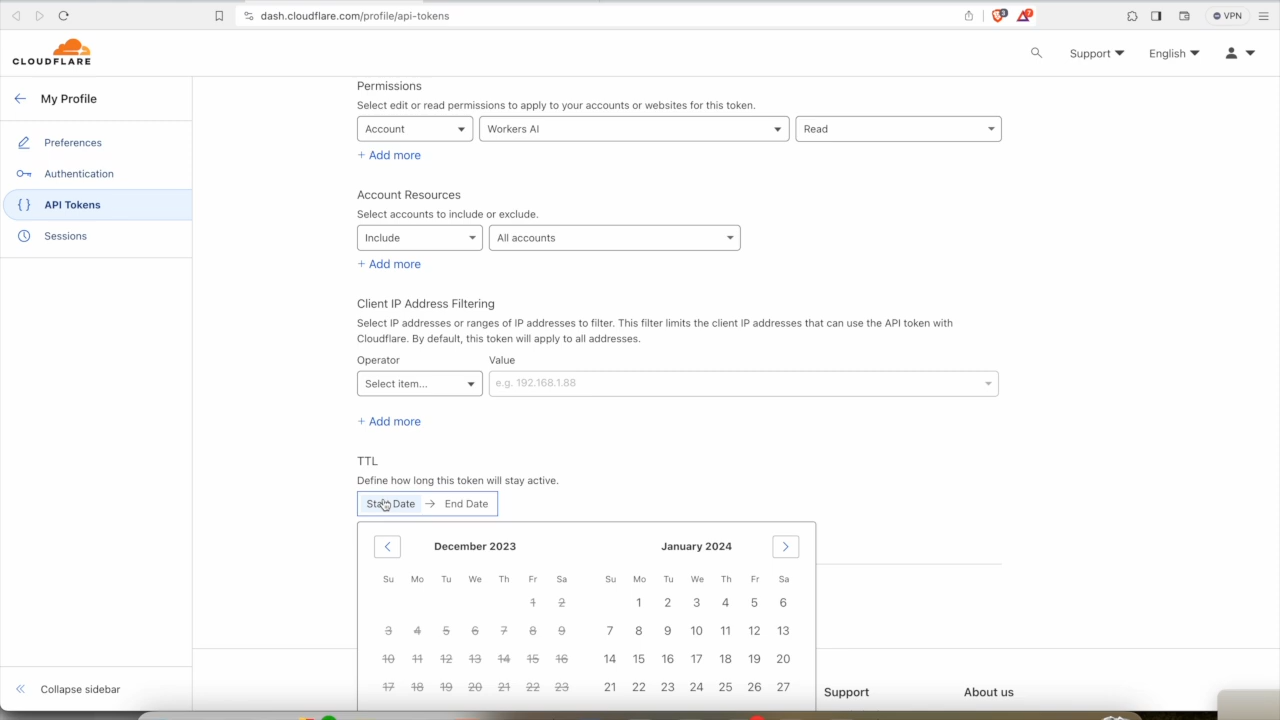 dash.cloudflare.com/profile/api-tokens
VPN
CLOUDFLARE
Support
English
My Profile
Preferences
Authentication
API Tokens
Sessions
Collapse sidebar
Permissions
Select edit or read permissions to apply to your accounts or websites for this token.
Account
Workers AI
Read
+ Add more
Account Resources
Select accounts to include or exclude.
Include
All accounts
+ Add more
Client IP Address Filtering
Select IP addresses or ranges of IP addresses to filter. This filter limits the client IP addresses that can use the API token with
Cloudflare. By default, this token will apply to all addresses.
Operator
Value
Select item...
e.g. 192.168.1.88
+ Add more
TTL
Define how long this token will stay active.
Start Date → End Date
December 2023
Su Mo Tu We Th Fr Sa
1 2
3 4 5 6 7 8 9
10 11 12 13 14 15 16
17 18 19 20 21 22 23
January 2024
Su Mo Tu We Th Fr Sa
1 2 3 4 5 6
7 8 9 10 11 12 13
14 15 16 17 18 19 20
21 22 23 24 25 26 27
Support
About us